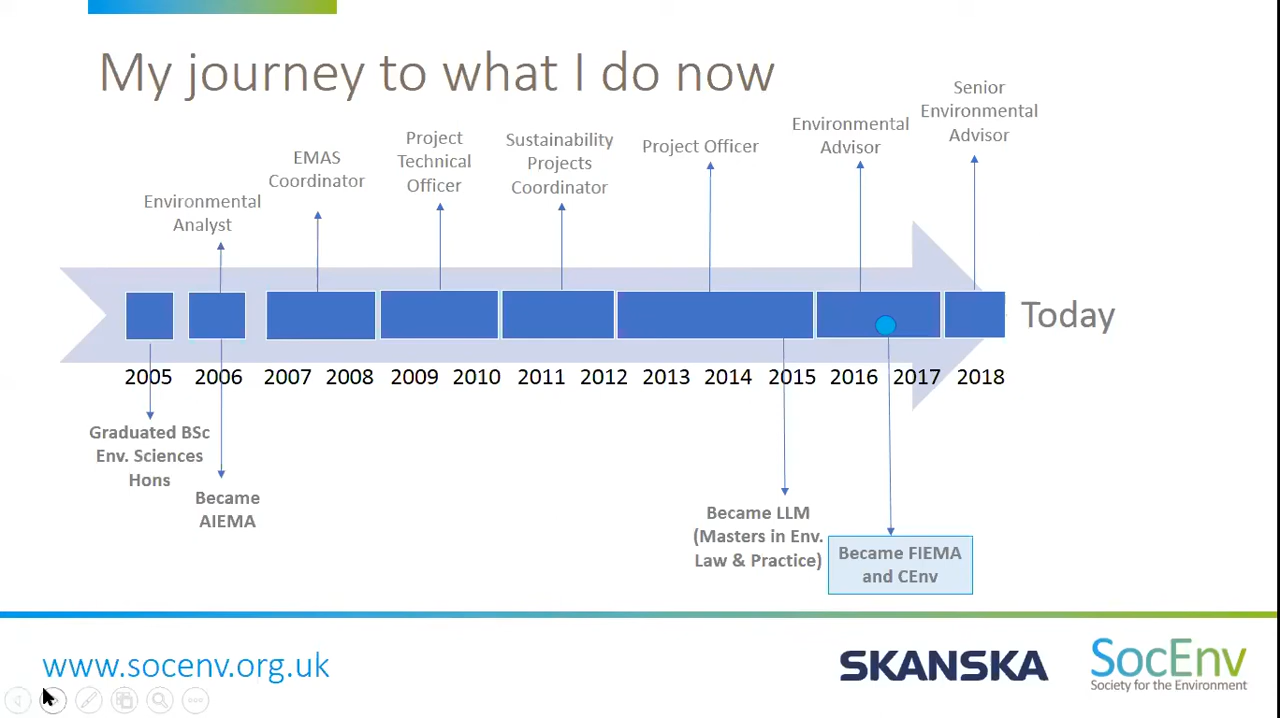 My journey to what I do now
Senior
Environmental
Advisor
Environmental
Advisor
Project Officer
Sustainability
Projects
Coordinator
Project
Technical
Officer
EMAS
Coordinator
Environmental
Analyst
Today
2005 2006 2007 2008 2009 2010 2011 2012 2013 2014 2015 2016 2017 2018
Graduated BSc
Env. Sciences
Hons
Became
AIEMA
Became LLM
(Masters in Env.
Law & Practice)
Became FIEMA
and CEnv
www.socenv.org.uk
SKANSKA
SocEnv
Society for the Environment